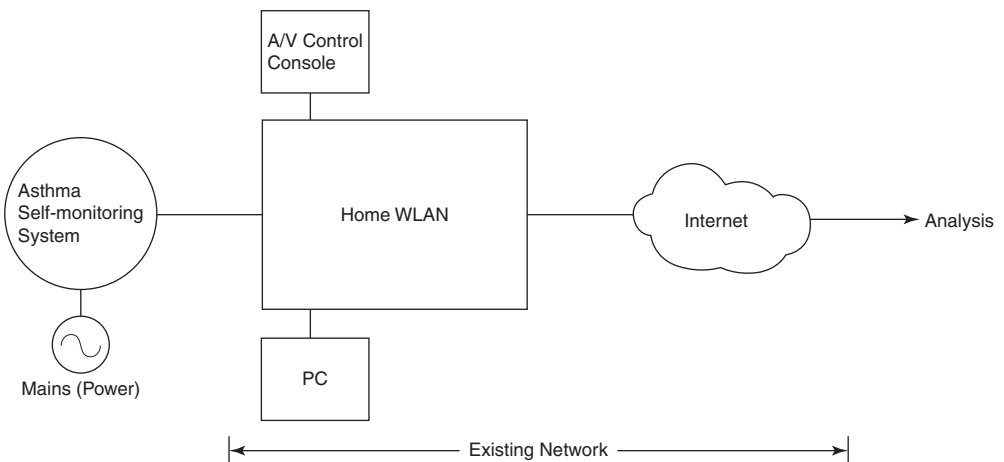 A/V Control
Console
Asthma
Self-monitoring
System
Home WLAN
Internet
Analysis
Mains (Power)
PC
Existing Network